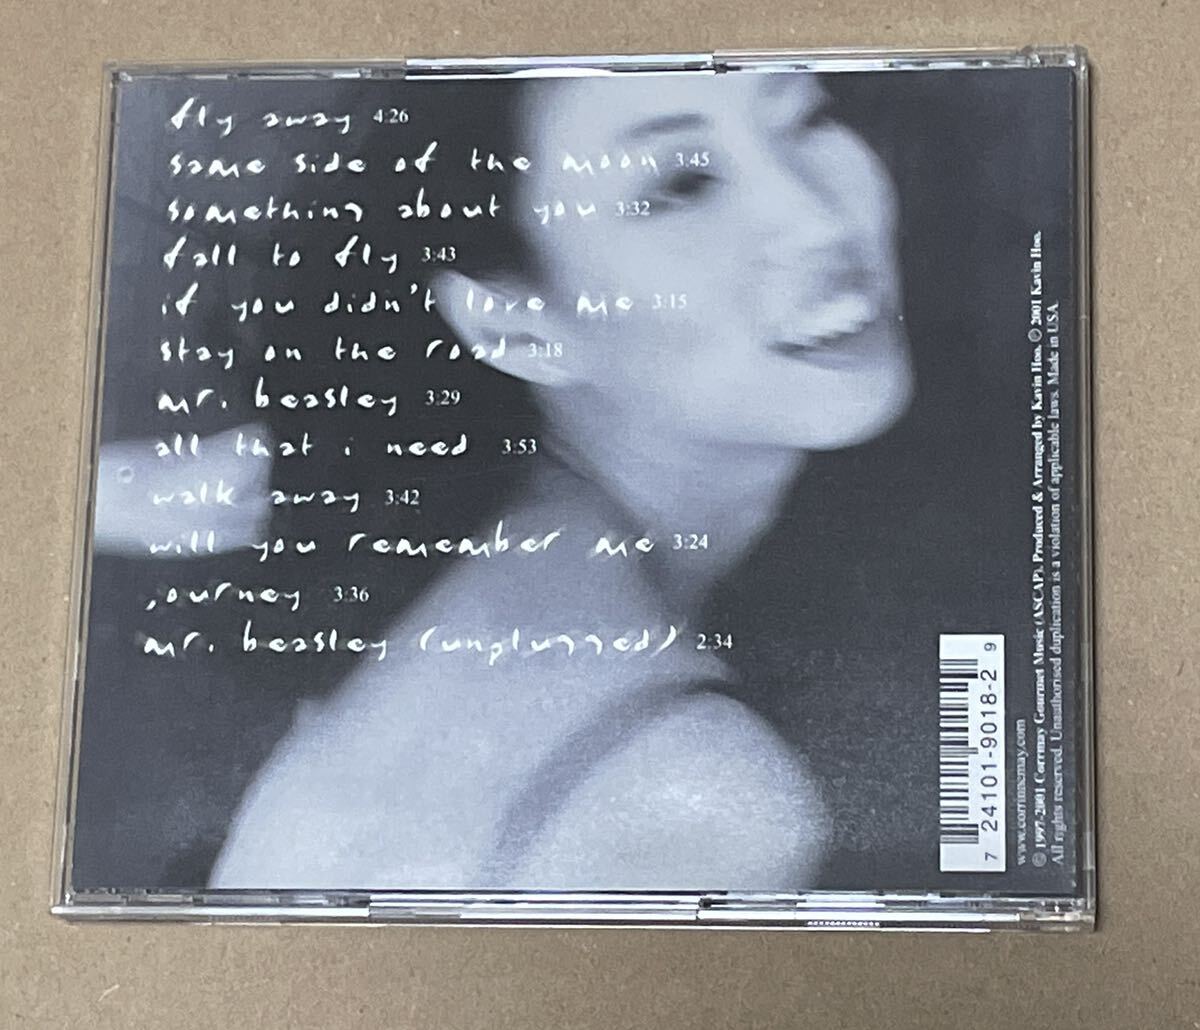 fly away 4:26
same side of the moon 3:45
something about you 3:32
fall to fly 3:43
if you didn't love me 3:15
stay on the road 3:18
mr. beasley 3:29
all that i need 3:53
walk away 3:42
will you remember me 3:24
journey 3:36
mr. beasley (unplugged) 2:34
7 24101-9018-2 9
www.corrinnemay.com
© 1997-2001 Corrmay Gourmet Music (ASCAP). Produced & Arranged by Kavin Hoo. ℗ 2001 Kavin Hoo.
All rights reserved. Unauthorised duplication is a violation of applicable laws. Made in USA